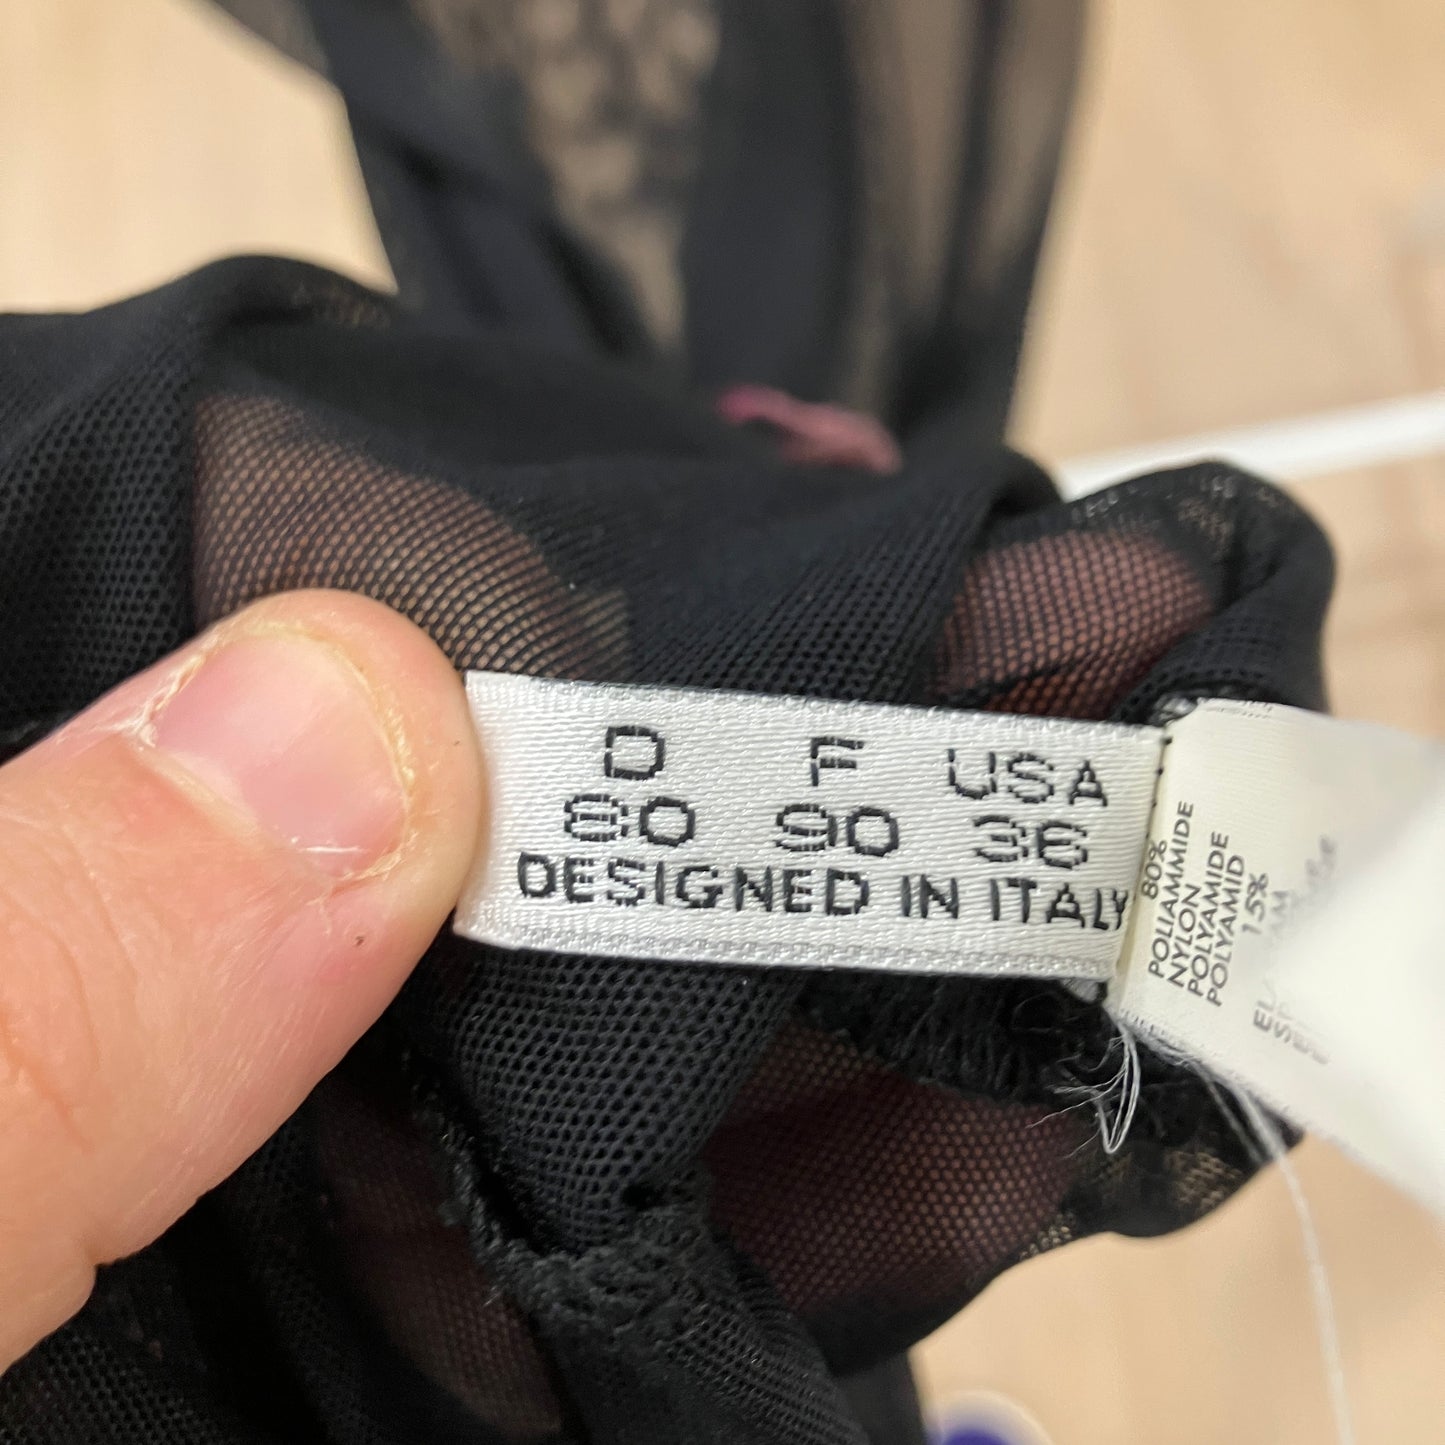 D F USA
80 90 36
DESIGNED IN ITALY
80%
POLIAMMIDE
NYLON
POLYAMIDE
POLYAMID
15%